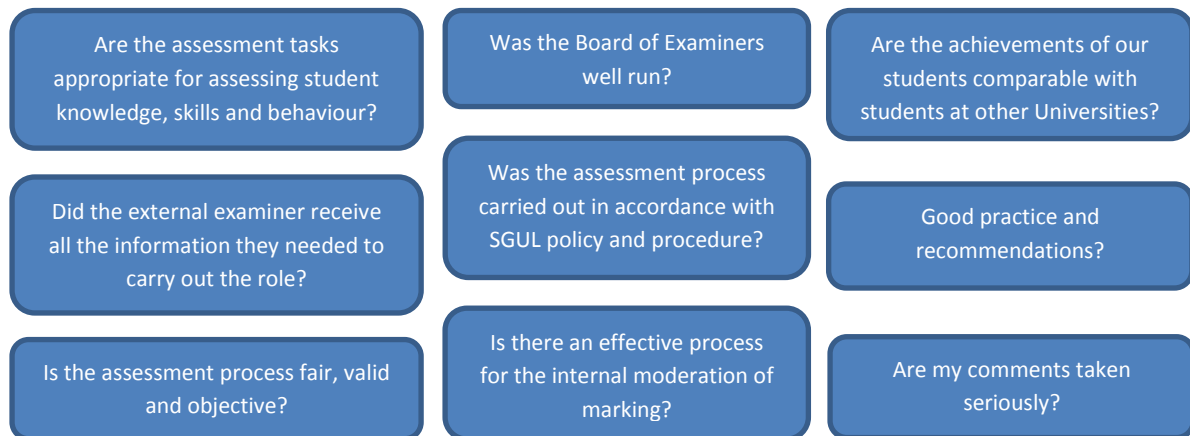 Are the assessment tasks
appropriate for assessing student
knowledge, skills and behaviour?
Did the external examiner receive
all the information they needed to
carry out the role?
Is the assessment process fair, valid
and objective?
Was the Board of Examiners
well run?
Was the assessment process
carried out in accordance with
SGUL policy and procedure?
Is there an effective process
for the internal moderation of
marking?
Are the achievements of our
students comparable with
students at other Universities?
Good practice and
recommendations?
Are my comments taken
seriously?